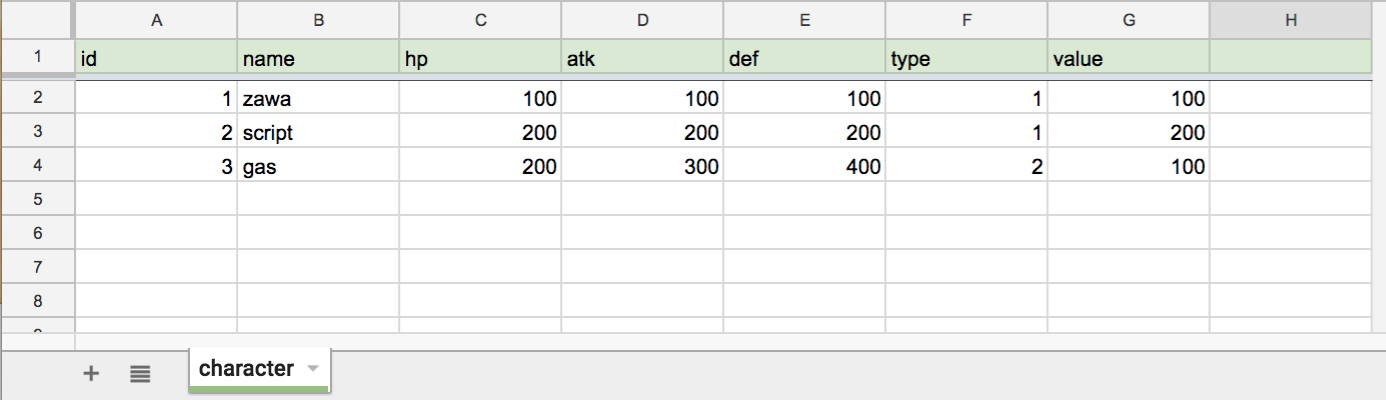 A B C D E F G H
1 id name hp atk def type value
2 1 zawa 100 100 100 1 100
3 2 script 200 200 200 1 200
4 3 gas 200 300 400 2 100
5
6
7
8
+ character